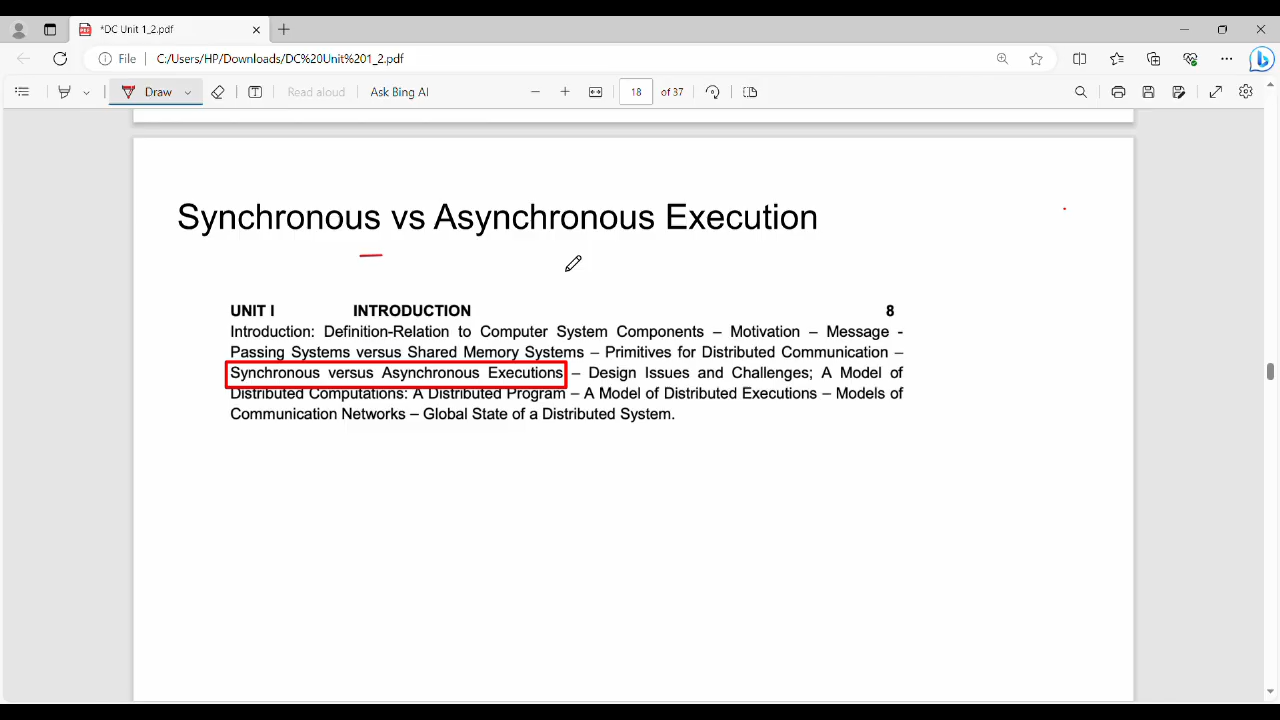 *DC Unit 1_2.pdf
File
C:/Users/HP/Downloads/DC%20Unit%201_2.pdf
Draw
Read aloud
Ask Bing AI
18
of 37
Synchronous vs Asynchronous Execution
UNIT I INTRODUCTION 8
Introduction: Definition-Relation to Computer System Components – Motivation – Message -
Passing Systems versus Shared Memory Systems – Primitives for Distributed Communication –
Synchronous versus Asynchronous Executions – Design Issues and Challenges; A Model of
Distributed Computations: A Distributed Program – A Model of Distributed Executions – Models of
Communication Networks – Global State of a Distributed System.